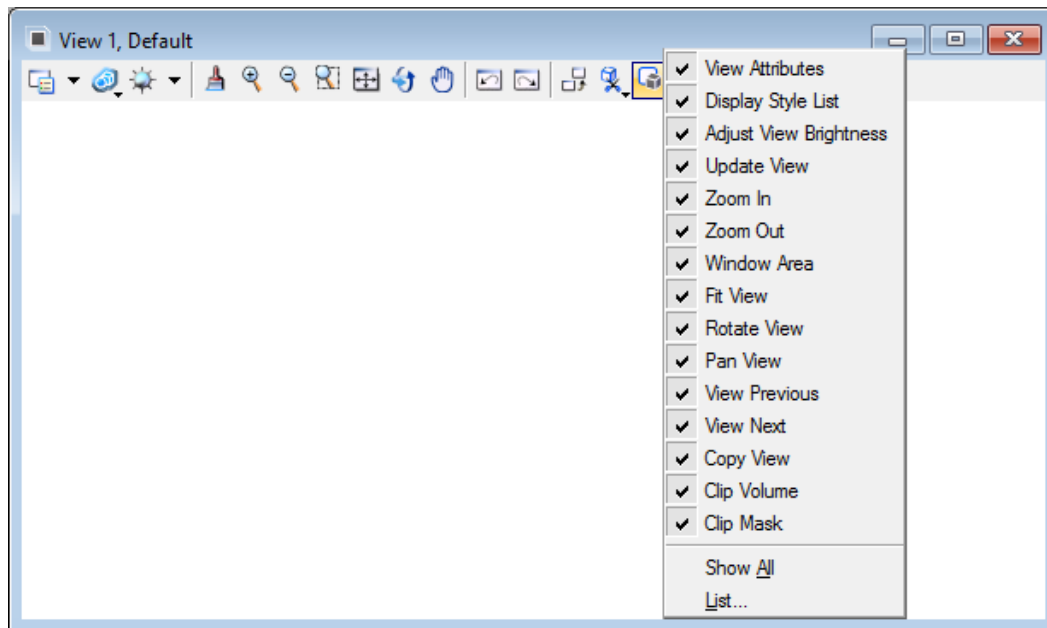 View 1, Default
View Attributes
Display Style List
Adjust View Brightness
Update View
Zoom In
Zoom Out
Window Area
Fit View
Rotate View
Pan View
View Previous
View Next
Copy View
Clip Volume
Clip Mask
Show All
List...